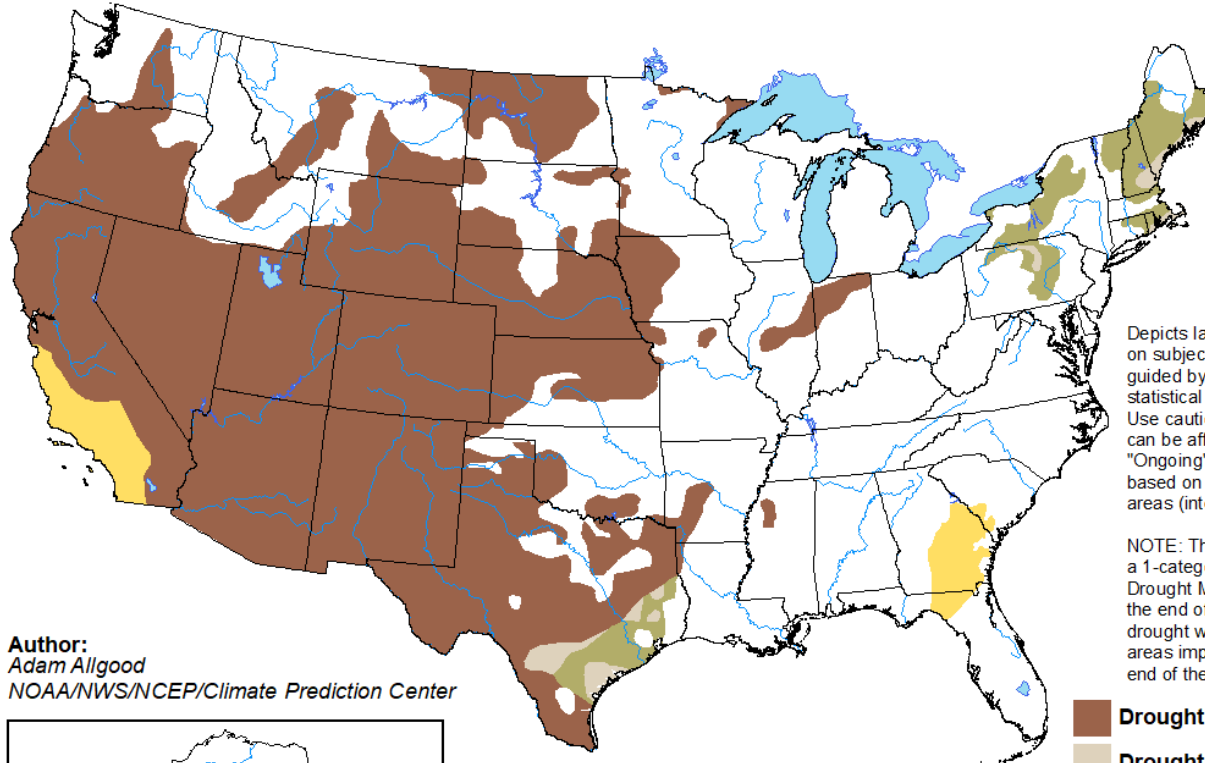 Depicts la
on subjec
guided by
statistical
Use cautio
can be aff
"Ongoing"
based on
areas (inte
NOTE: Th
a 1-catego
Drought M
the end of
drought w
areas imp
end of the
Author:
Adam Allgood
NOAA/NWS/NCEP/Climate Prediction Center
Drought
Drought